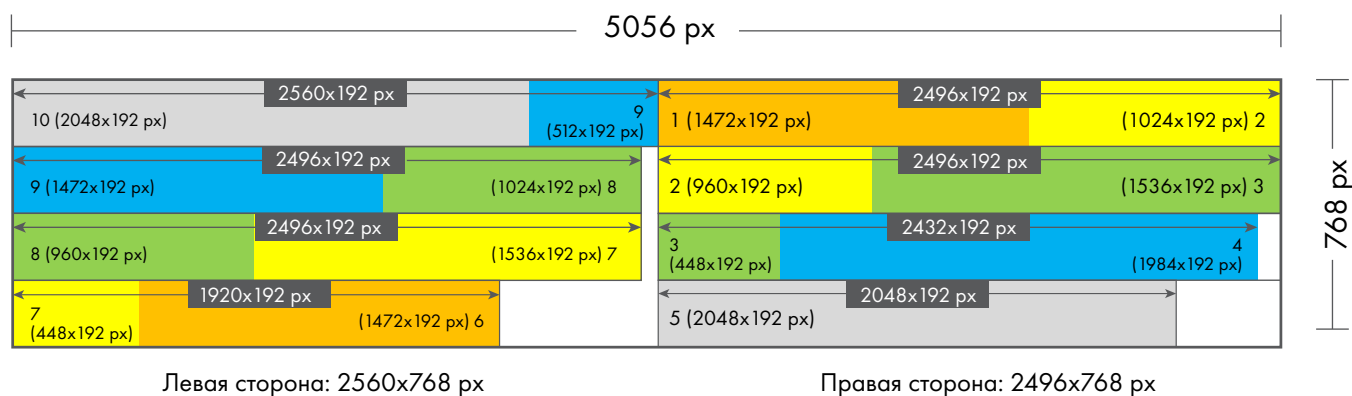 5056 px
2560x192 px
2496x192 px
10 (2048x192 px)
9
(512x192 px)
1 (1472x192 px)
(1024x192 px) 2
2496x192 px
2496x192 px
9 (1472x192 px)
(1024x192 px) 8
2 (960x192 px)
(1536x192 px) 3
2496x192 px
2432x192 px
8 (960x192 px)
(1536x192 px) 7
3
(448x192 px)
4
(1984x192 px)
1920x192 px
2048x192 px
7
(448x192 px)
(1472x192 px) 6
5 (2048x192 px)
768 px
Левая сторона: 2560x768 px
Правая сторона: 2496x768 px